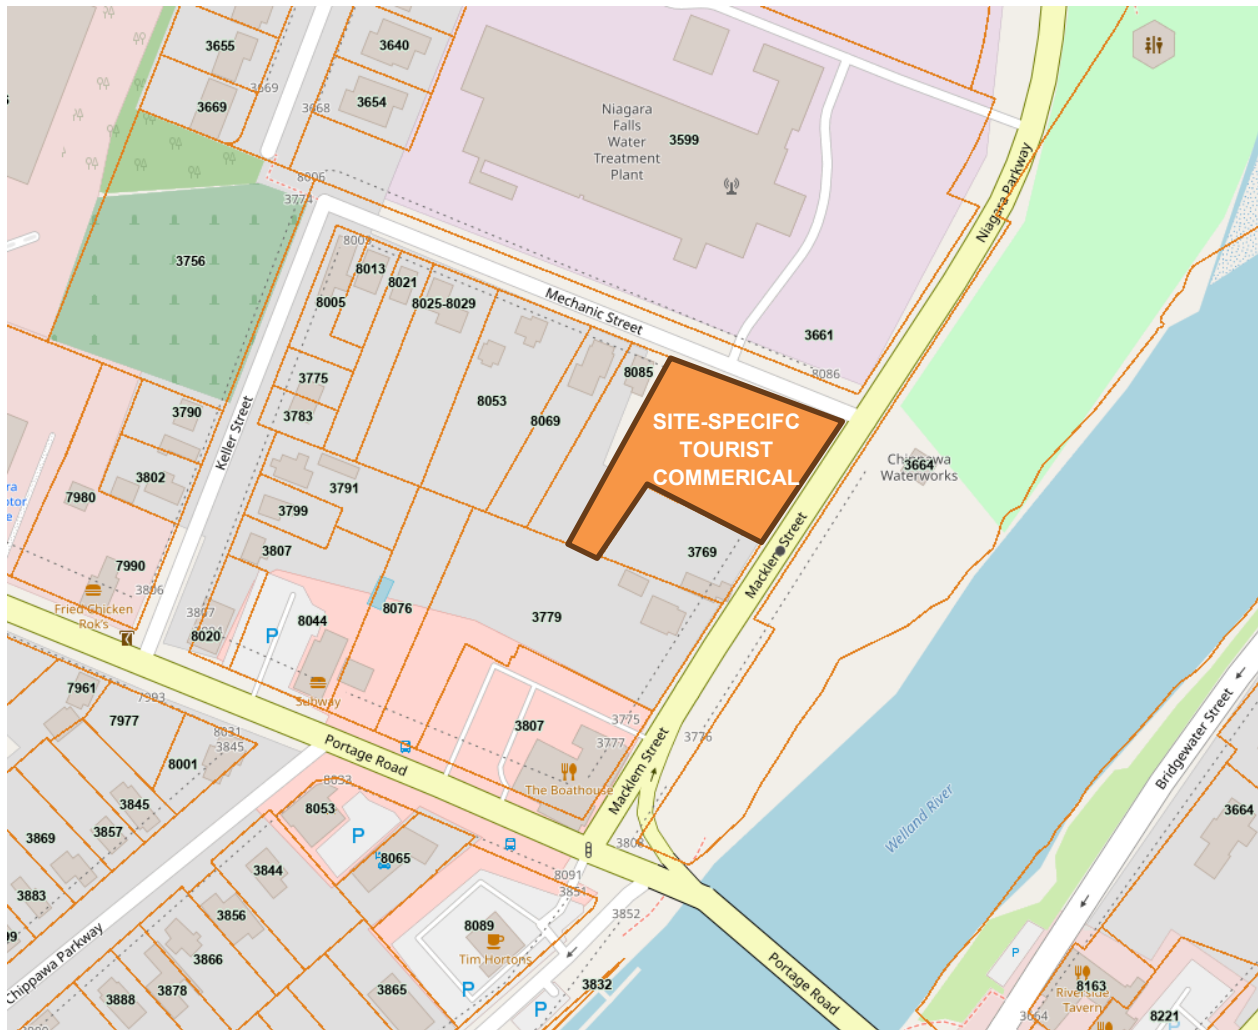 3655
3640
3669
3669
3668
3654
Niagara
Falls
Water
Treatment
Plant
3599
8006
3774
3756
8002
8013
8021
8005
8025-8029
Mechanic Street
Niagara Parkway
3661
8086
3775
3783
8053
8069
8085
SITE-SPECIFC
TOURIST
COMMERICAL
Chippawa
Waterworks
3664
3790
3802
Keller Street
7980
7990
3806
3791
3799
3807
3769
Macklem Street
Fried Chicken
Rok's
3807
8020
P
8044
8076
3779
Subway
7961
7977
7993
8031
3845
8001
3807
3775
3777
3776
The Boathouse
Macklem Street
Portage Road
Bridgewater Street
Welland River
3845
3857
3869
3883
8033
8053
P
8065
3844
3856
3866
3878
3888
3808
8091
3851
3852
8089
Tim Hortons
P
P
3865
3832
Chippawa Parkway
Portage Road
3664
P
8163
Riverside
Tavern
3664
8221